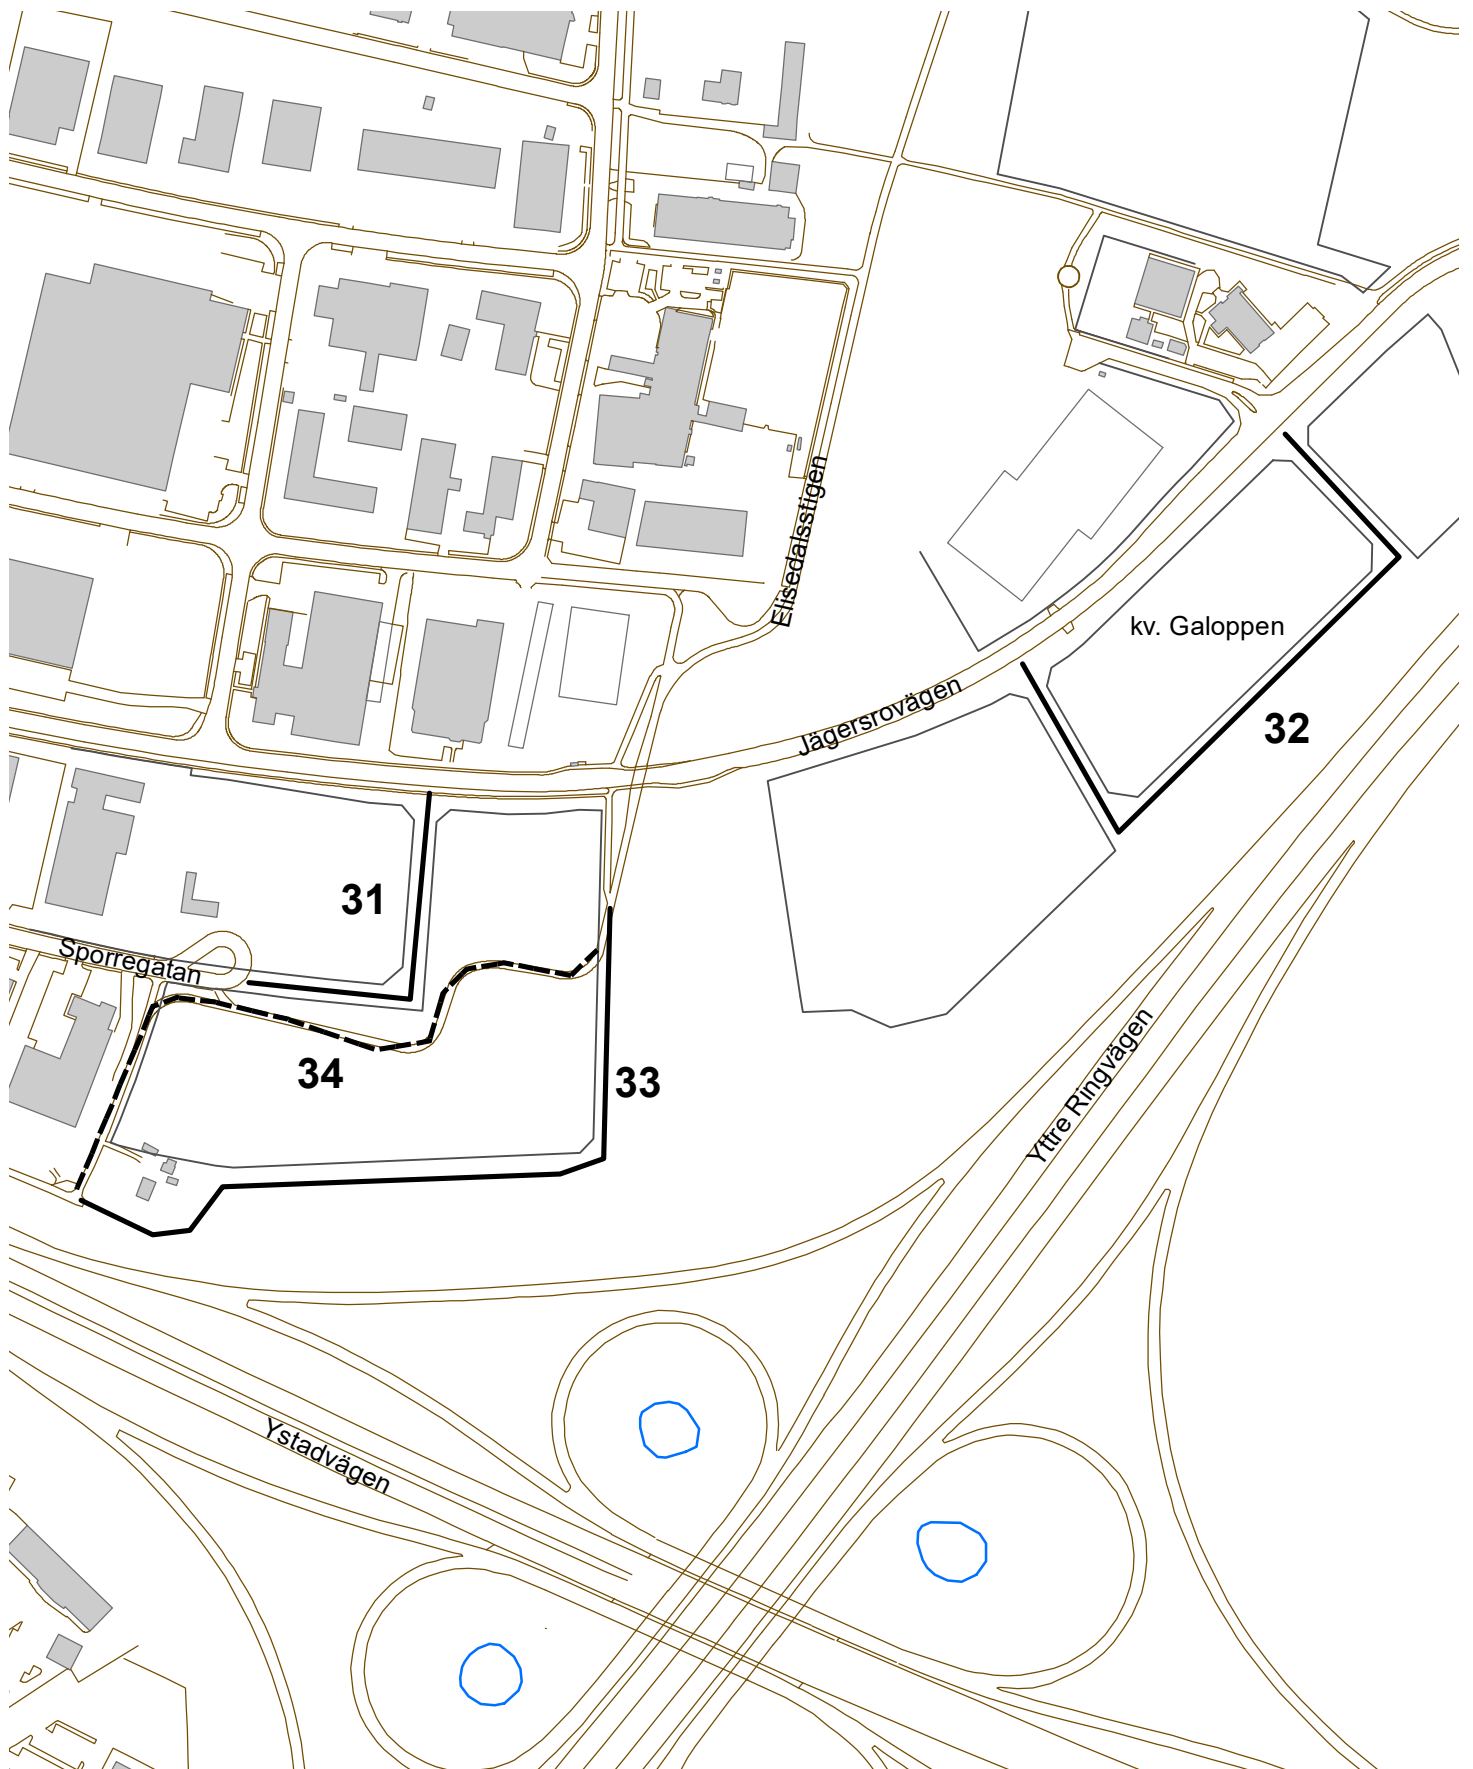 Elisedalsstigen
kv. Galoppen
Jägersrovägen
32
31
Sporregatan
34
33
Yttre Ringvägen
Ystadvägen